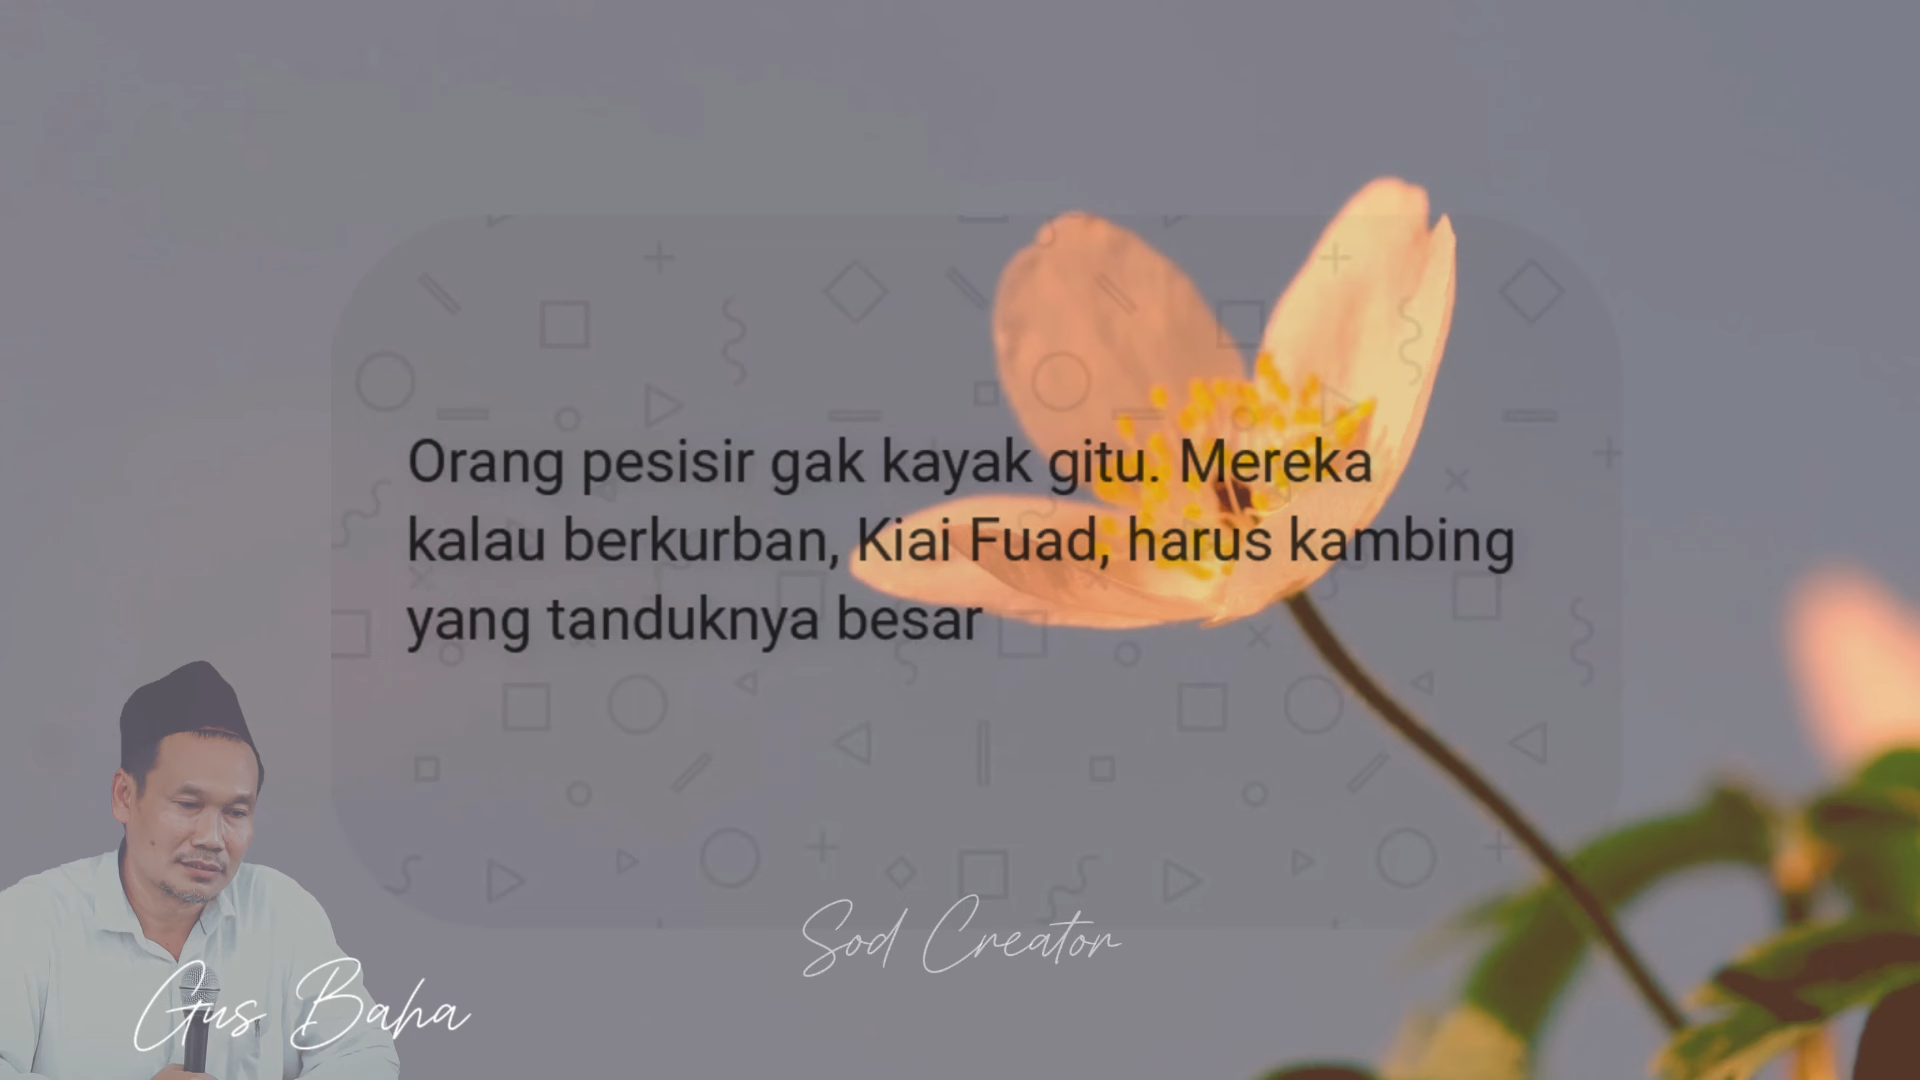 Orang pesisir gak kayak gitu. Mereka
kalau berkurban, Kiai Fuad, harus kambing
yang tanduknya besar
Sod Creator
Gus Baha